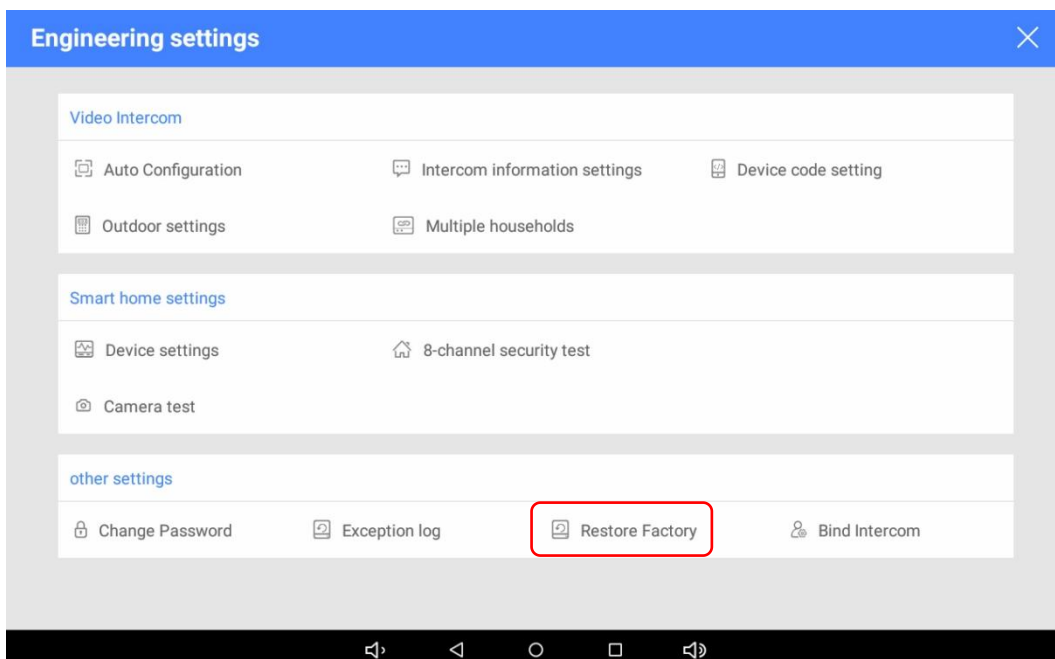 Engineering settings
Video Intercom
Auto Configuration Intercom information settings Device code setting
Outdoor settings Multiple households
Smart home settings
Device settings 8-channel security test
Camera test
other settings
Change Password Exception log Restore Factory Bind Intercom